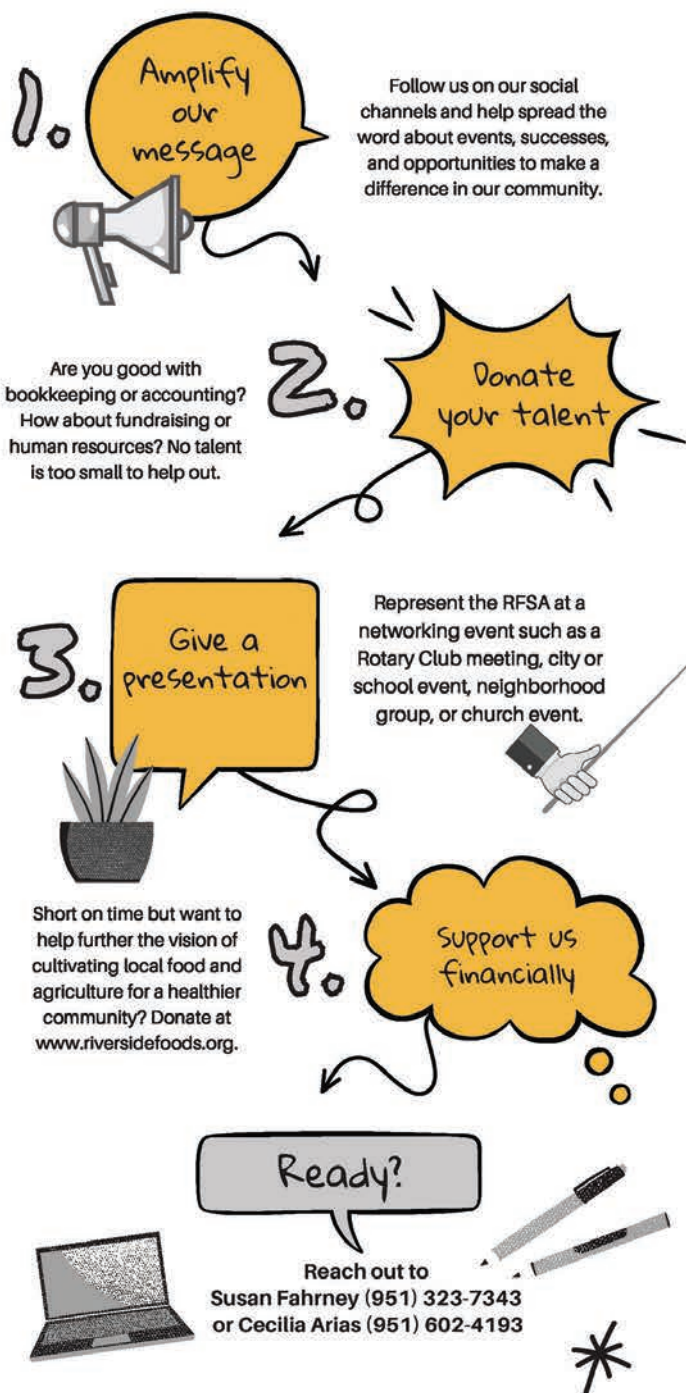 1.
Amplify
our
message
Follow us on our social
channels and help spread the
word about events, successes,
and opportunities to make a
difference in our community.
2.
Donate
your talent
Are you good with
bookkeeping or accounting?
How about fundraising or
human resources? No talent
is too small to help out.
3.
Give a
presentation
Represent the RFSA at a
networking event such as a
Rotary Club meeting, city or
school event, neighborhood
group, or church event.
4.
Support us
financially
Short on time but want to
help further the vision of
cultivating local food and
agriculture for a healthier
community? Donate at
www.riversidefoods.org.
Ready?
Reach out to
Susan Fahrney (951) 323-7343
or Cecilia Arias (951) 602-4193